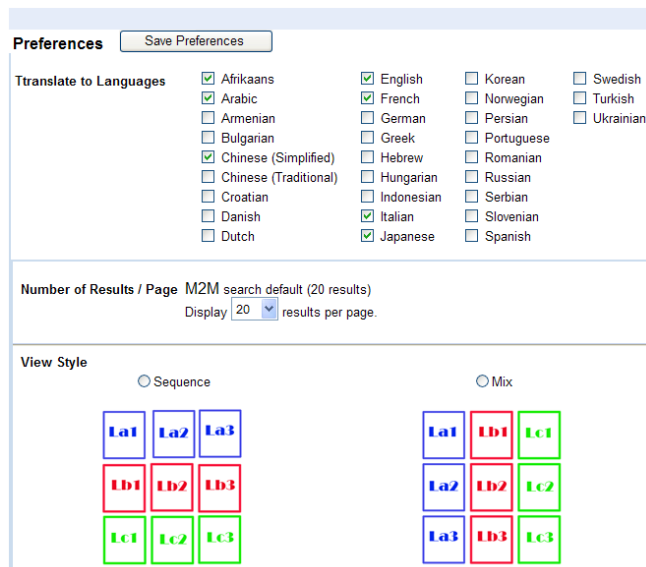 Preferences Save Preferences
Ttranslate to Languages
Afrikaans English Korean Swedish
Arabic French Norwegian Turkish
Armenian German Persian Ukrainian
Bulgarian Greek Portuguese
Chinese (Simplified) Hebrew Romanian
Chinese (Traditional) Hungarian Russian
Croatian Indonesian Serbian
Danish Italian Slovenian
Dutch Japanese Spanish
Number of Results / Page M2M search default (20 results)
Display 20 results per page.
View Style
Sequence Mix
La1 La2 La3 La1 Lb1 Lc1
Lb1 Lb2 Lb3 La2 Lb2 Lc2
Lc1 Lc2 Lc3 La3 Lb3 Lc3